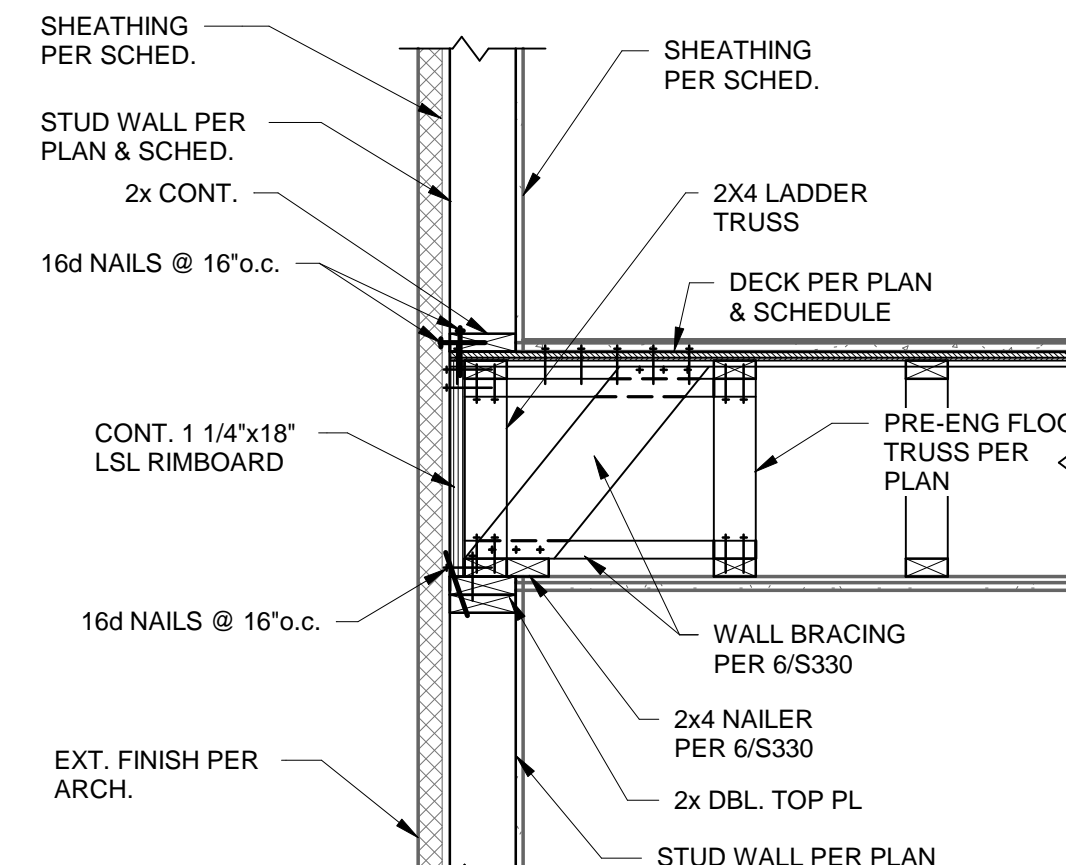 SHEATHING
PER SCHED.
SHEATHING
PER SCHED.
STUD WALL PER
PLAN & SCHED.
2x CONT.
2X4 LADDER
TRUSS
16d NAILS @ 16"o.c.
DECK PER PLAN
& SCHEDULE
CONT. 1 1/4"x18"
LSL RIMBOARD
PRE-ENG FLOO
TRUSS PER
PLAN
16d NAILS @ 16"o.c.
WALL BRACING
PER 6/S330
2x4 NAILER
PER 6/S330
EXT. FINISH PER
ARCH.
2x DBL. TOP PL
STUD WALL PER PLAN